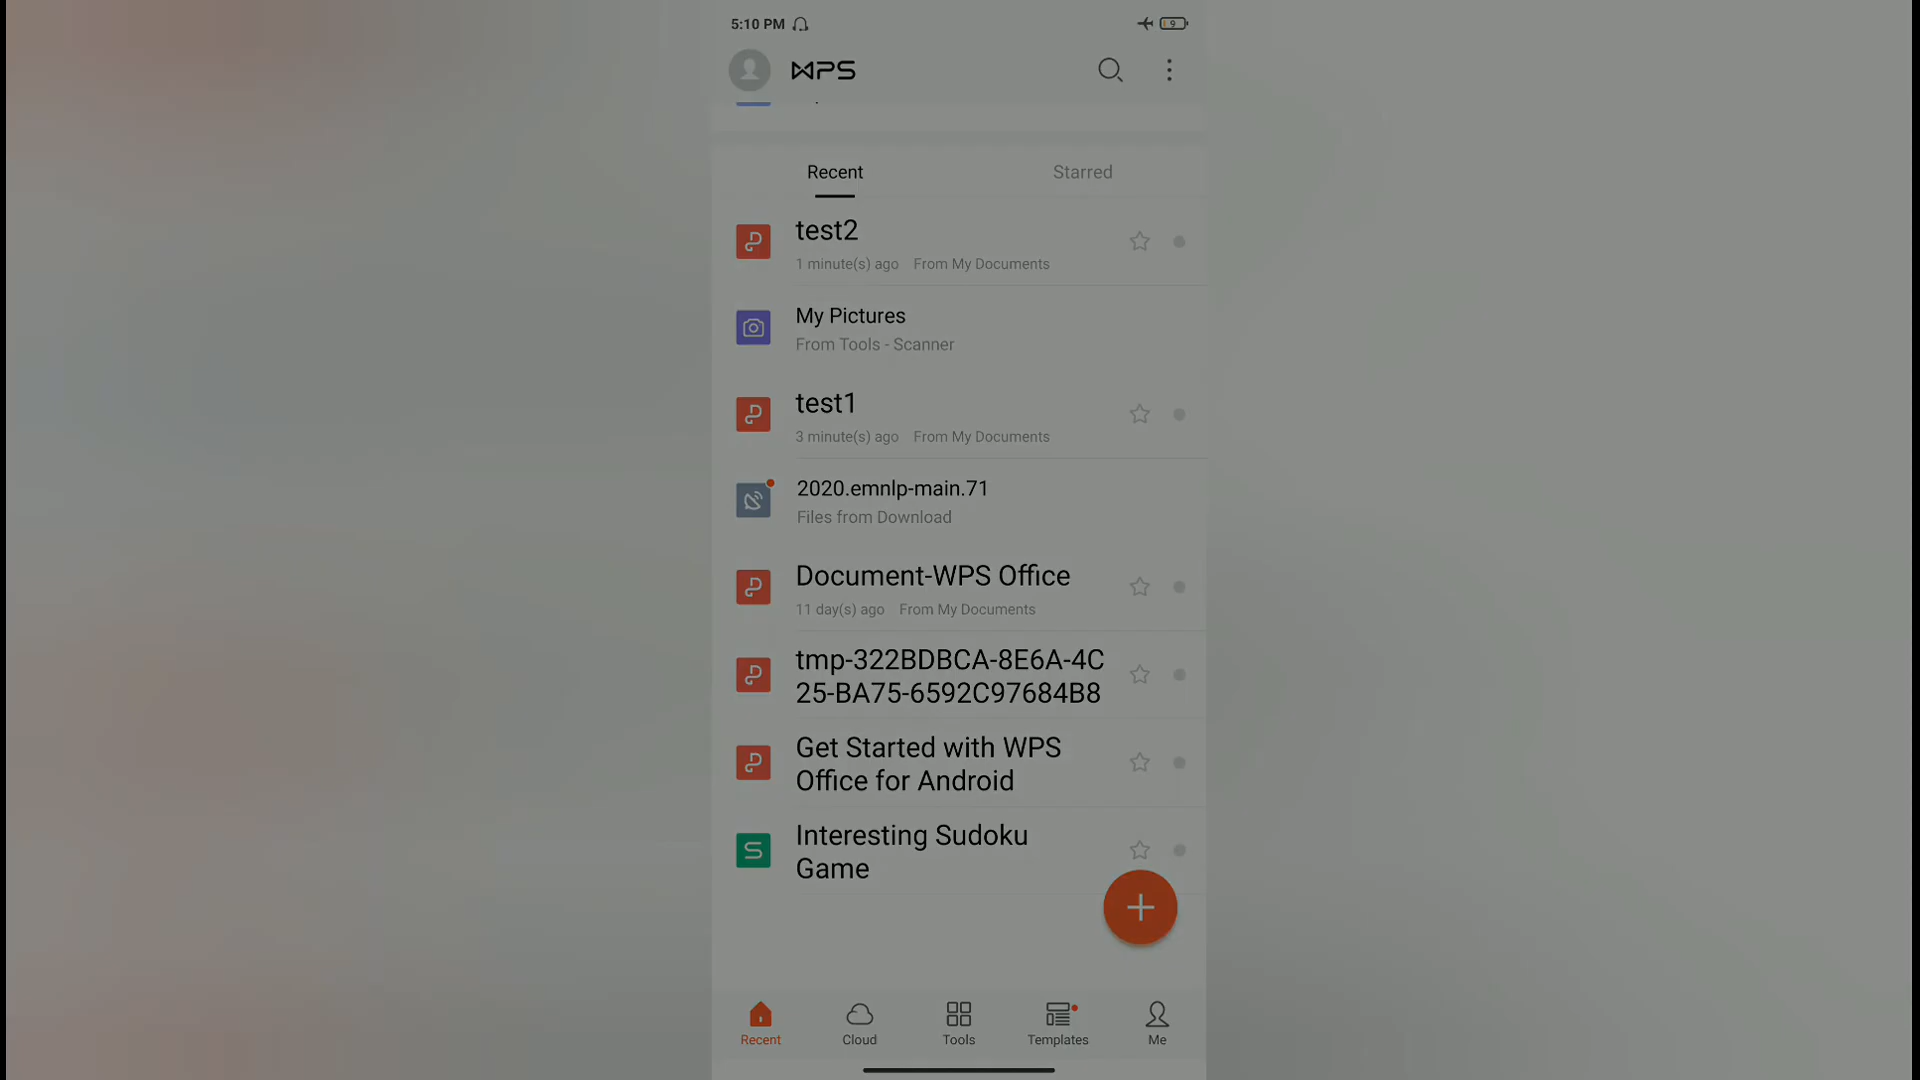 5:10 PM
9
WPS
Recent
Starred
test2
1 minute(s) ago From My Documents
My Pictures
From Tools - Scanner
test1
3 minute(s) ago From My Documents
2020.emnlp-main.71
Files from Download
Document-WPS Office
11 day(s) ago From My Documents
tmp-322BDBCA-8E6A-4C
25-BA75-6592C97684B8
Get Started with WPS
Office for Android
Interesting Sudoku
Game
Recent
Cloud
Tools
Templates
Me